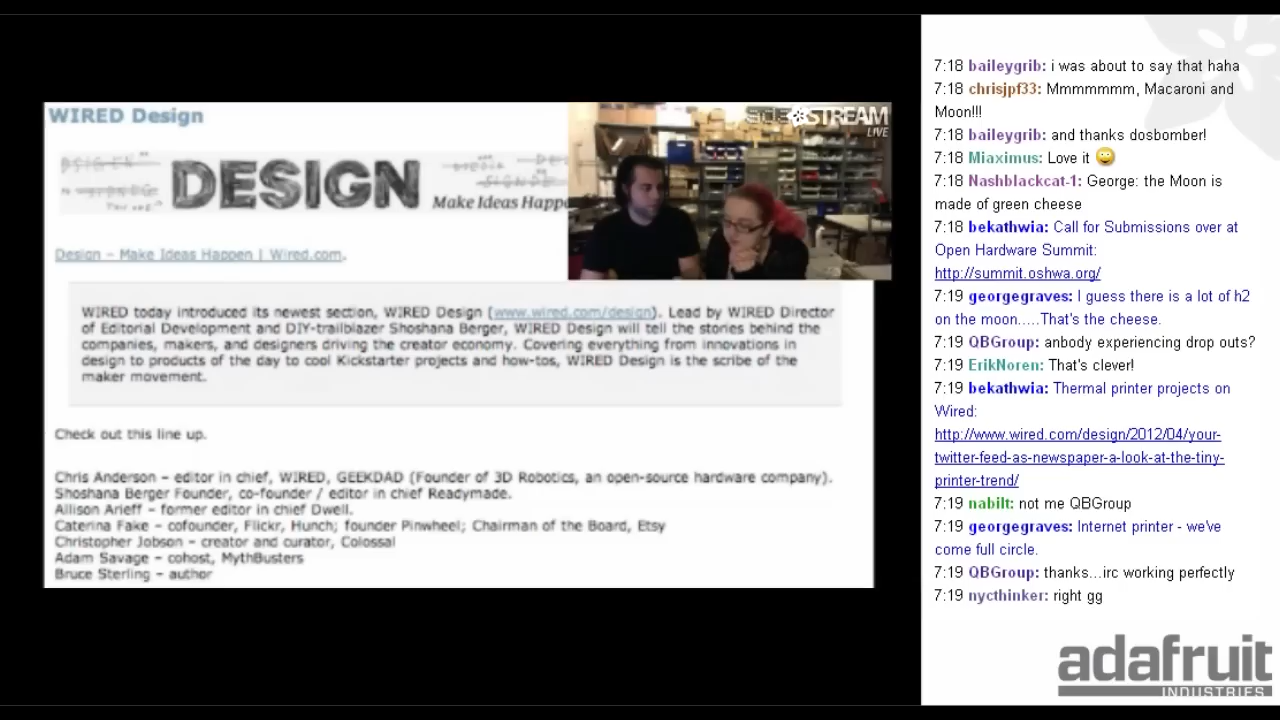 WIRED Design
DESIGN
Make Ideas Happe
STREAM
LIVE
Design – Make Ideas Happen | Wired.com.
WIRED today introduced its newest section, WIRED Design (www.wired.com/design). Lead by WIRED Director
of Editorial Development and DIY-trailblazer Shoshana Berger, WIRED Design will tell the stories behind the
companies, makers, and designers driving the creator economy. Covering everything from innovations in
design to products of the day to cool Kickstarter projects and how-tos, WIRED Design is the scribe of the
maker movement.
Check out this line up.
Chris Anderson – editor in chief, WIRED, GEEKDAD (Founder of 3D Robotics, an open-source hardware company).
Shoshana Berger Founder, co-founder / editor in chief Readymade.
Allison Arieff – former editor in chief Dwell.
Caterina Fake – cofounder, Flickr, Hunch; founder Pinwheel; Chairman of the Board, Etsy
Christopher Jobson – creator and curator, Colossal
Adam Savage – cohost, MythBusters
Bruce Sterling – author
7:18 baileygrib: i was about to say that haha
7:18 chrisjpf33: Mmmmmmm, Macaroni and
Moon!!!
7:18 baileygrib: and thanks dosbomber!
7:18 Miaximus: Love it
7:18 Nashblackcat-1: George: the Moon is
made of green cheese
7:18 bekathwia: Call for Submissions over at
Open Hardware Summit:
http://summit.oshwa.org/
7:19 georgegraves: I guess there is a lot of h2
on the moon.....That's the cheese.
7:19 QBGroup: anbody experiencing drop outs?
7:19 ErikNoren: That's clever!
7:19 bekathwia: Thermal printer projects on
Wired:
http://www.wired.com/design/2012/04/your-
twitter-feed-as-newspaper-a-look-at-the-tiny-
printer-trend/
7:19 nabilt: not me QBGroup
7:19 georgegraves: Internet printer - we've
come full circle.
7:19 QBGroup: thanks...irc working perfectly
7:19 nycthinker: right gg
adafruit
INDUSTRIES